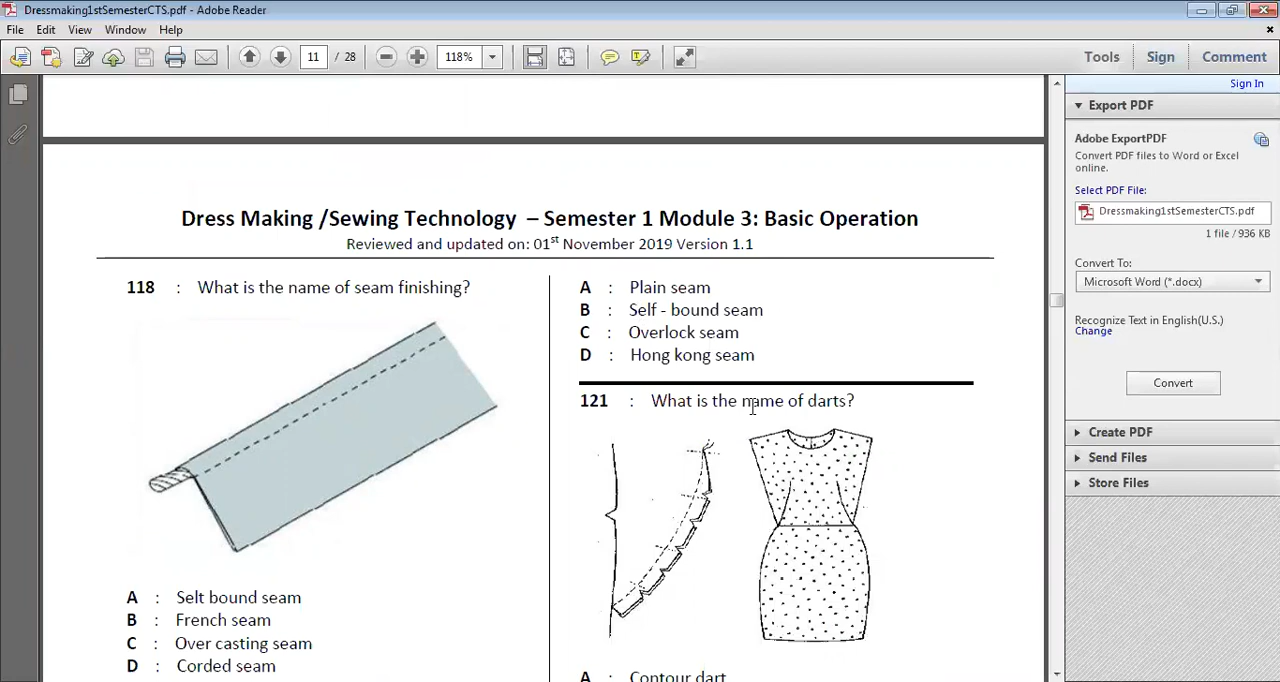 Dressmaking1stSemesterCTS.pdf - Adobe Reader
File Edit View Window Help
11 / 28 118% Tools Sign Comment
Sign In
Export PDF
Adobe ExportPDF
Convert PDF files to Word or Excel
online.
Select PDF File:
Dressmaking1stSemesterCTS.pdf
1 file / 936 KB
Convert To:
Microsoft Word (*.docx)
Recognize Text in English(U.S.)
Change
Convert
Create PDF
Send Files
Store Files
Dress Making /Sewing Technology – Semester 1 Module 3: Basic Operation
Reviewed and updated on: 01st November 2019 Version 1.1
118 : What is the name of seam finishing?
A : Selt bound seam
B : French seam
C : Over casting seam
D : Corded seam
A : Plain seam
B : Self - bound seam
C : Overlock seam
D : Hong kong seam
121 : What is the name of darts?
A : Contour dart